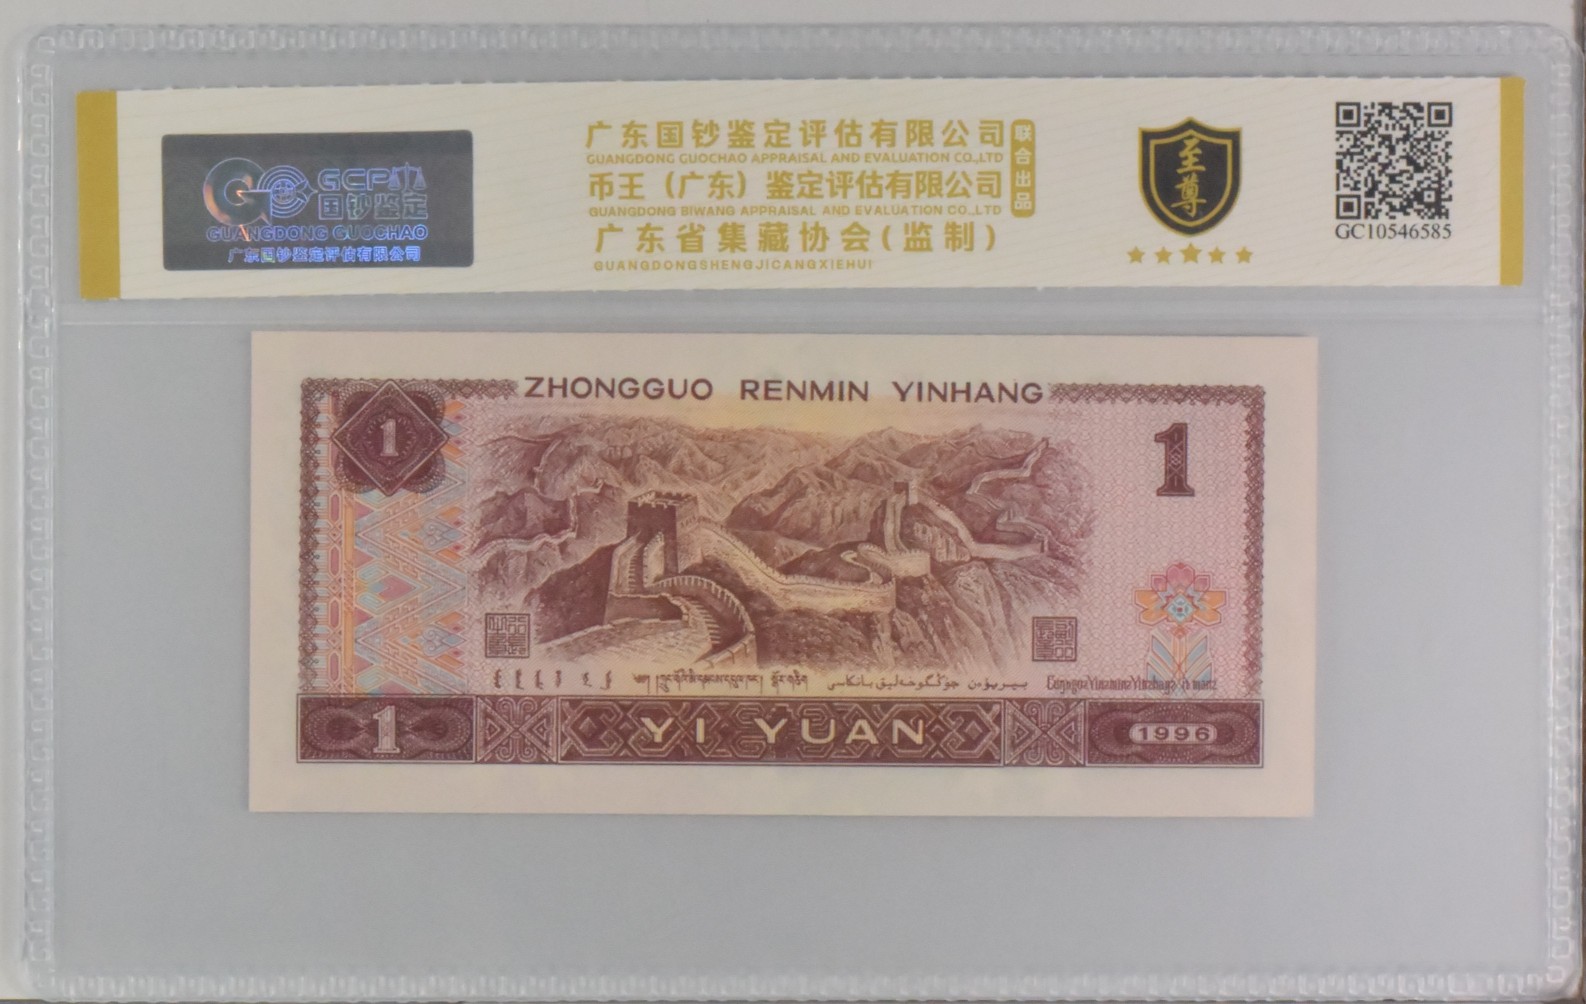 GCP
国钞鉴定
GUANGDONG GUOCHAO
广东国钞鉴定评估有限公司
广东国钞鉴定评估有限公司
GUANGDONG GUOCHAO APPRAISAL AND EVALUATION CO.,LTD
币王（广东）鉴定评估有限公司
GUANGDONG BIWANG APPRAISAL AND EVALUATION CO.,LTD
广东省集藏协会(监制)
GUANGDONGSHENGJICANGXIEHUI
联合出品
至尊
GC10546585
ZHONGGUO RENMIN YINHANG
1
1
1
YI YUAN
1996